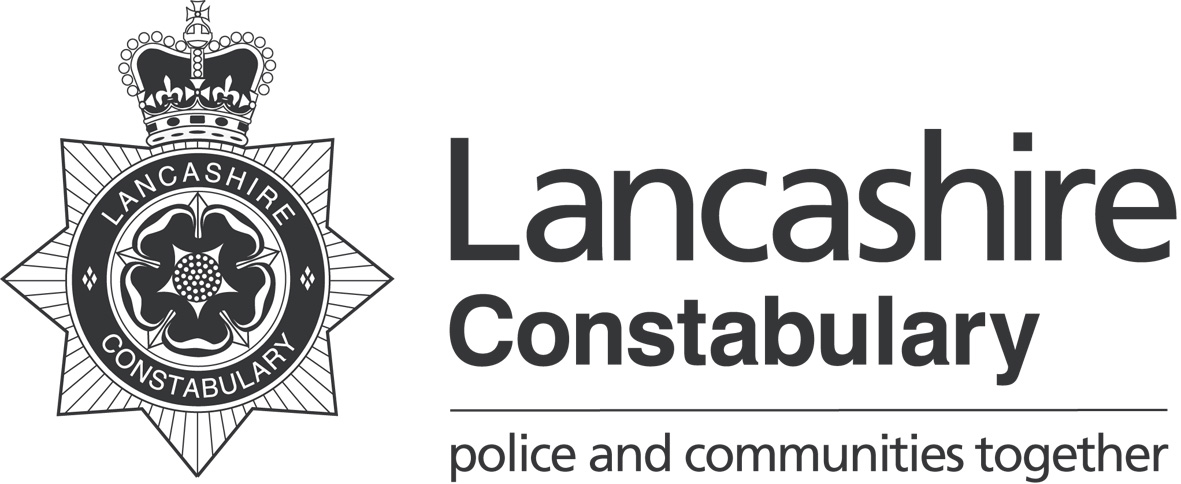 LANCASHIRE
CONSTABULARY
Lancashire
Constabulary
police and communities together